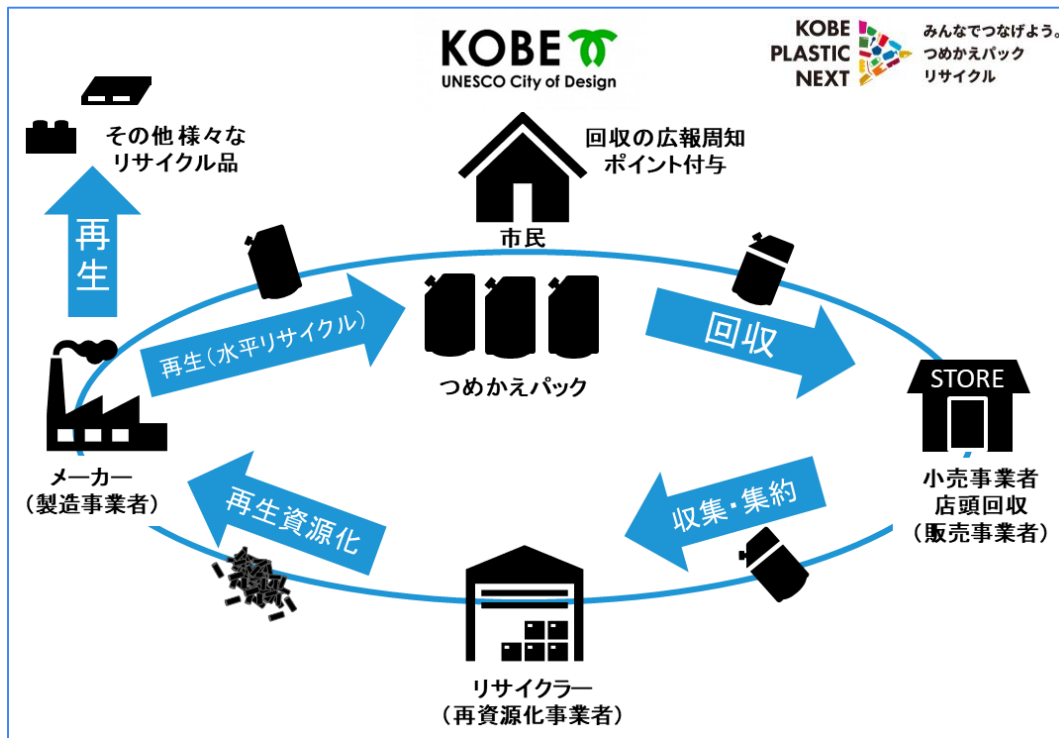 KOBE
UNESCO City of Design
KOBE
PLASTIC
NEXT
みんなでつなげよう。
つめかえパック
リサイクル
その他様々な
リサイクル品
回収の広報周知
ポイント付与
市民
再生
再生(水平リサイクル)
回収
つめかえパック
STORE
メーカー
(製造事業者)
小売事業者
店頭回収
(販売事業者)
再生資源化
収集・集約
リサイクラー
(再資源化事業者)